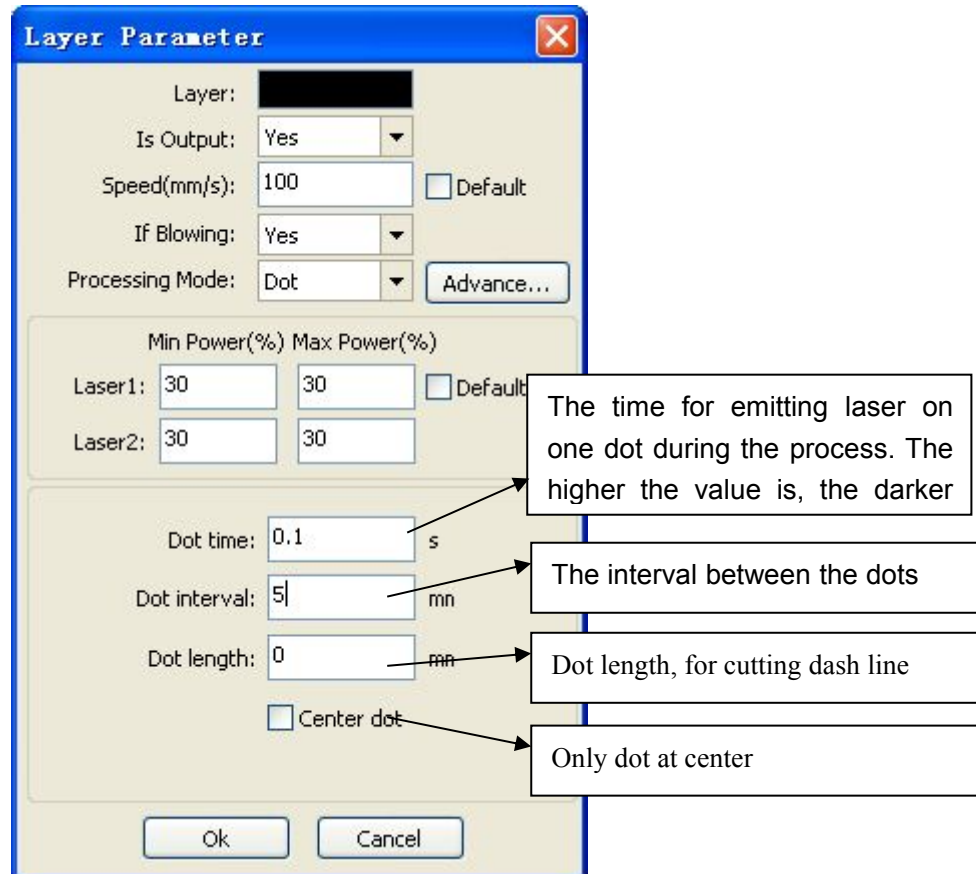 Layer Parameter
Layer:
Is Output: Yes
Speed(mm/s): 100 Default
If Blowing: Yes
Processing Mode: Dot Advance...
Min Power(%) Max Power(%)
Laser1: 30 30 Default
Laser2: 30 30
The time for emitting laser on
one dot during the process. The
higher the value is, the darker
Dot time: 0.1 s
Dot interval: 5 mn
The interval between the dots
Dot length: 0 mn
Dot length, for cutting dash line
Center dot
Only dot at center
Ok Cancel